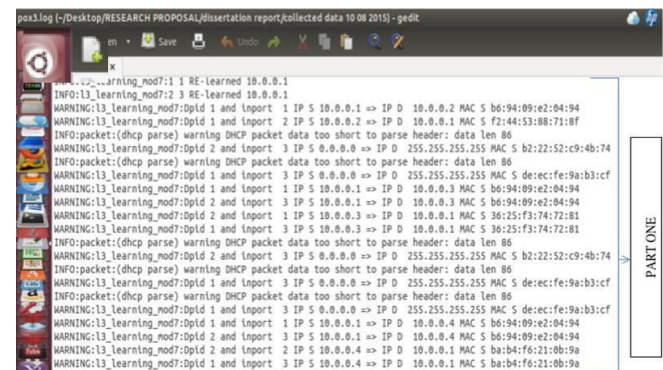 pox3.log (~/Desktop/RESEARCH PROPOSAL/dissertation report/collected data 10 08 2015) - gedit
en Save Undo
x
INFO:l3_learning_mod7:1 1 RE-learned 10.0.0.1
INFO:l3_learning_mod7:2 3 RE-learned 10.0.0.1
WARNING:l3_learning_mod7:Dpid 1 and inport 1 IP S 10.0.0.1 => IP D 10.0.0.2 MAC S b6:94:09:e2:04:94
WARNING:l3_learning_mod7:Dpid 1 and inport 2 IP S 10.0.0.2 => IP D 10.0.0.1 MAC S f2:44:53:88:71:8f
INFO:packet:(dhcp parse) warning DHCP packet data too short to parse header: data len 86
WARNING:l3_learning_mod7:Dpid 2 and inport 3 IP S 0.0.0.0 => IP D 255.255.255.255 MAC S b2:22:52:c9:4b:74
INFO:packet:(dhcp parse) warning DHCP packet data too short to parse header: data len 86
WARNING:l3_learning_mod7:Dpid 1 and inport 3 IP S 0.0.0.0 => IP D 255.255.255.255 MAC S de:ec:fe:9a:b3:cf
WARNING:l3_learning_mod7:Dpid 1 and inport 1 IP S 10.0.0.1 => IP D 10.0.0.3 MAC S b6:94:09:e2:04:94
WARNING:l3_learning_mod7:Dpid 2 and inport 3 IP S 10.0.0.1 => IP D 10.0.0.3 MAC S b6:94:09:e2:04:94
WARNING:l3_learning_mod7:Dpid 2 and inport 1 IP S 10.0.0.3 => IP D 10.0.0.1 MAC S 36:25:f3:74:72:81
WARNING:l3_learning_mod7:Dpid 1 and inport 3 IP S 10.0.0.3 => IP D 10.0.0.1 MAC S 36:25:f3:74:72:81
INFO:packet:(dhcp parse) warning DHCP packet data too short to parse header: data len 86
WARNING:l3_learning_mod7:Dpid 2 and inport 3 IP S 0.0.0.0 => IP D 255.255.255.255 MAC S b2:22:52:c9:4b:74
INFO:packet:(dhcp parse) warning DHCP packet data too short to parse header: data len 86
WARNING:l3_learning_mod7:Dpid 1 and inport 3 IP S 0.0.0.0 => IP D 255.255.255.255 MAC S de:ec:fe:9a:b3:cf
INFO:packet:(dhcp parse) warning DHCP packet data too short to parse header: data len 86
WARNING:l3_learning_mod7:Dpid 1 and inport 3 IP S 0.0.0.0 => IP D 255.255.255.255 MAC S de:ec:fe:9a:b3:cf
WARNING:l3_learning_mod7:Dpid 1 and inport 1 IP S 10.0.0.1 => IP D 10.0.0.4 MAC S b6:94:09:e2:04:94
WARNING:l3_learning_mod7:Dpid 2 and inport 3 IP S 10.0.0.1 => IP D 10.0.0.4 MAC S b6:94:09:e2:04:94
WARNING:l3_learning_mod7:Dpid 2 and inport 2 IP S 10.0.0.4 => IP D 10.0.0.1 MAC S ba:b4:f6:21:0b:9a
WARNING:l3_learning_mod7:Dpid 1 and inport 3 IP S 10.0.0.4 => IP D 10.0.0.1 MAC S ba:b4:f6:21:0b:9a
PART ONE